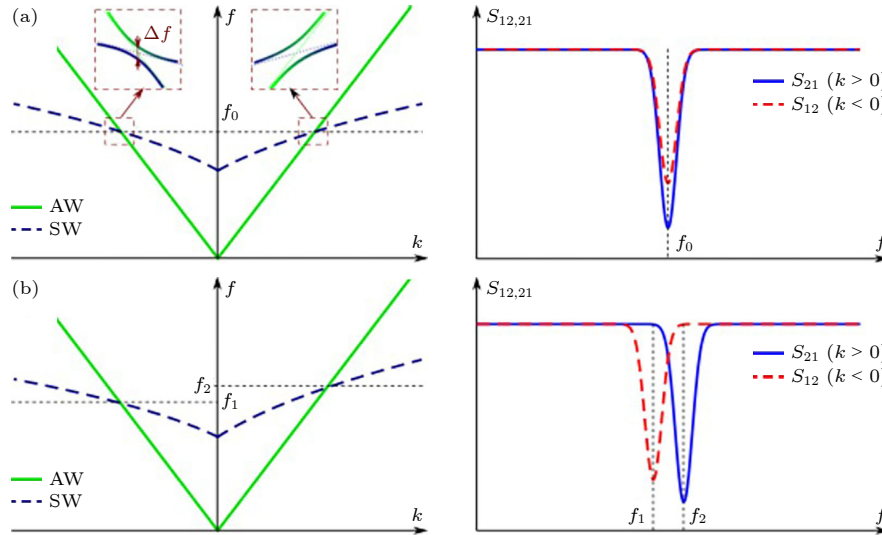 (a)
f
Δf
f₀
AW
SW
k
S₁₂,₂₁
S₂₁ (k > 0)
S₁₂ (k < 0)
f₀
f
(b)
f
f₂
f₁
AW
SW
k
S₁₂,₂₁
S₂₁ (k > 0)
S₁₂ (k < 0)
f₁
f₂
f